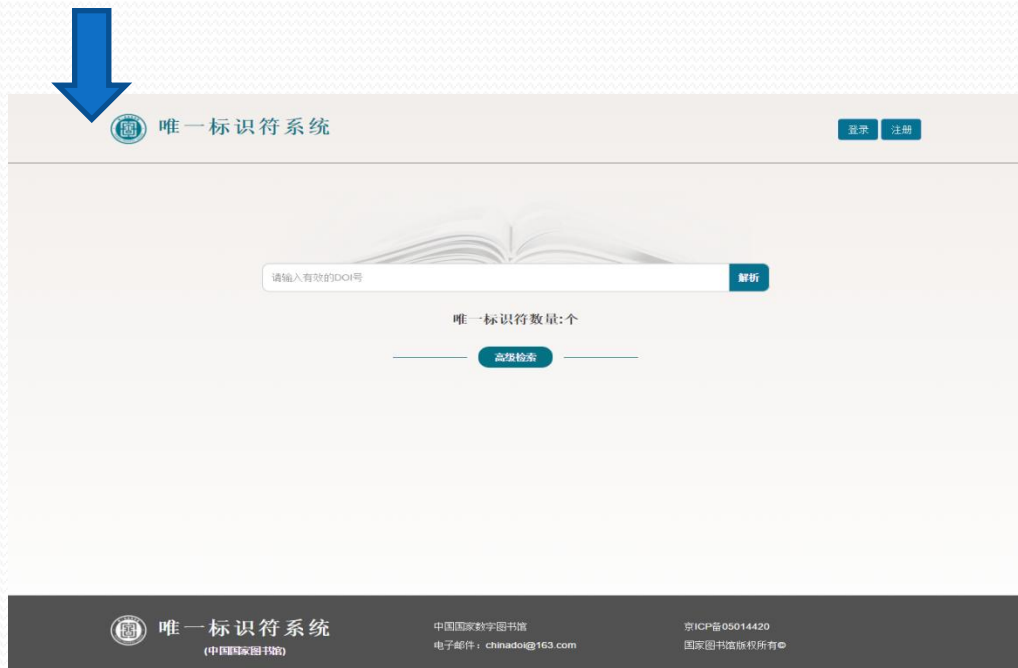 唯一标识符系统
登录 注册
请输入有效的DOI号 解析
唯一标识符数量:个
高级检索
唯一标识符系统
(中国国家图书馆)
中国国家数字图书馆
电子邮件：chinadoi@163.com
京ICP备05014420
国家图书馆版权所有©